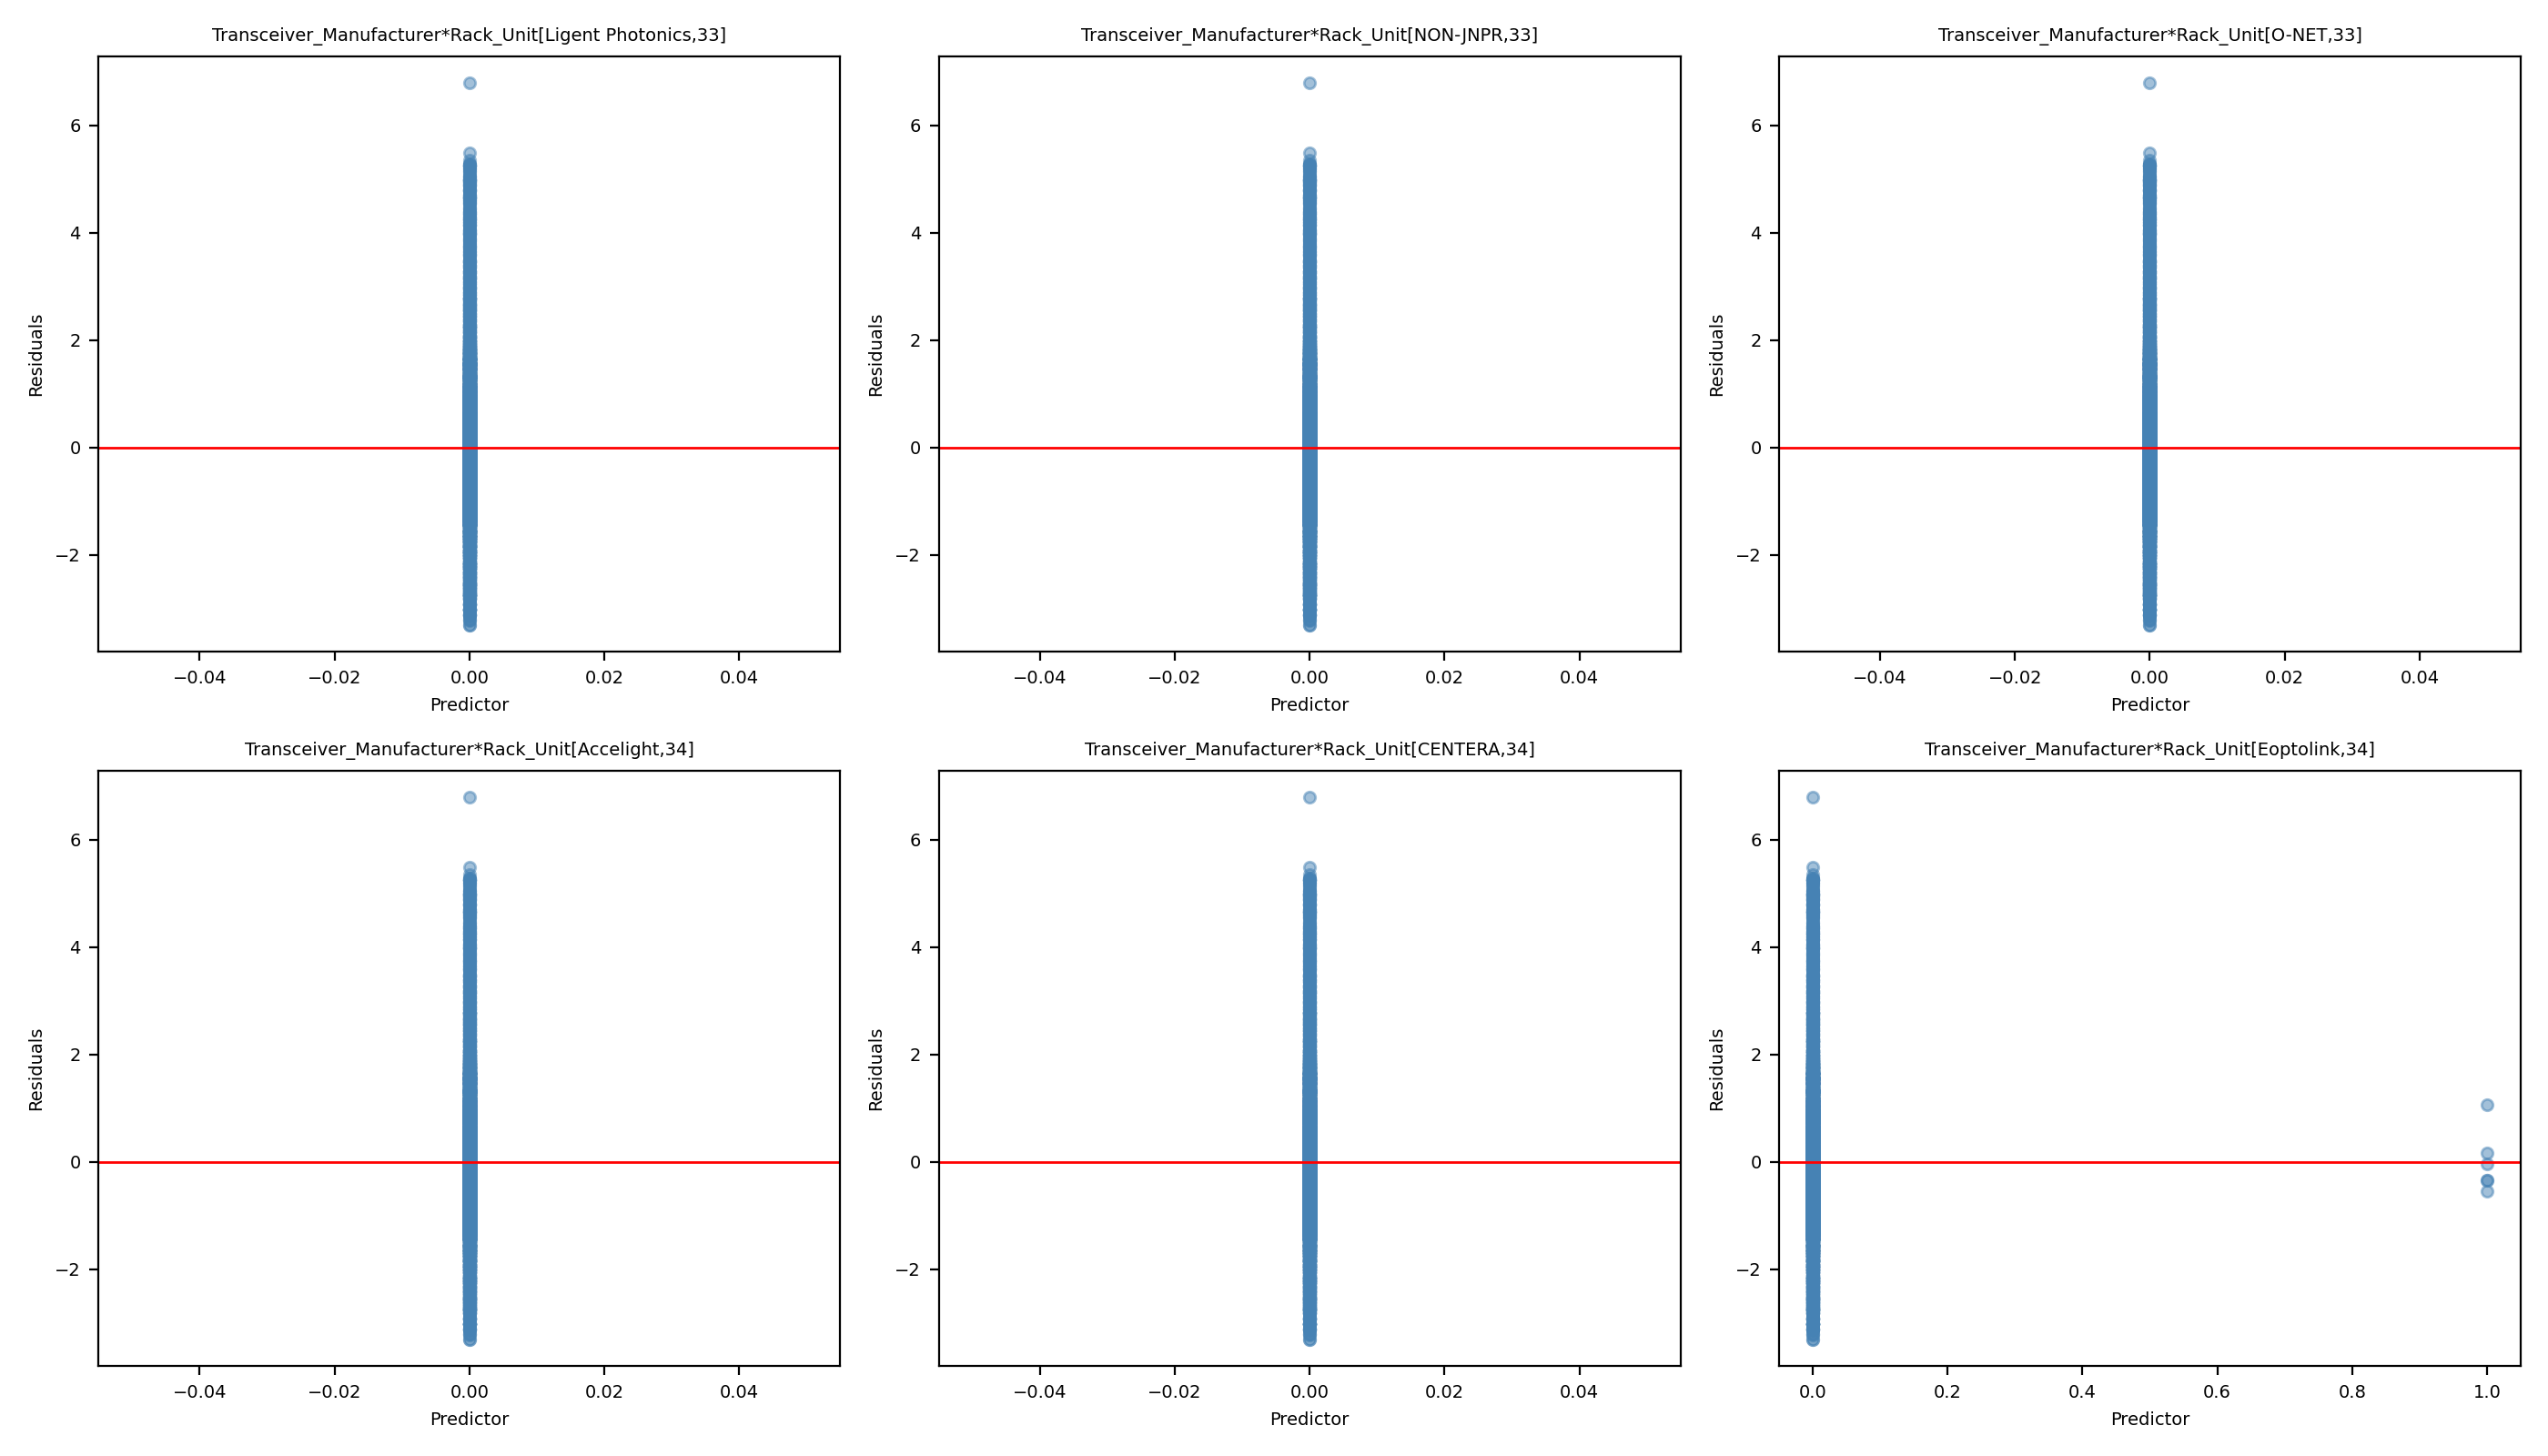 Transceiver_Manufacturer*Rack_Unit[Ligent Photonics,33]
6
4
2
0
−2
Residuals
−0.04 −0.02 0.00 0.02 0.04
Predictor
Transceiver_Manufacturer*Rack_Unit[NON-JNPR,33]
6
4
2
0
−2
Residuals
−0.04 −0.02 0.00 0.02 0.04
Predictor
Transceiver_Manufacturer*Rack_Unit[O-NET,33]
6
4
2
0
−2
Residuals
−0.04 −0.02 0.00 0.02 0.04
Predictor
Transceiver_Manufacturer*Rack_Unit[Accelight,34]
6
4
2
0
−2
Residuals
−0.04 −0.02 0.00 0.02 0.04
Predictor
Transceiver_Manufacturer*Rack_Unit[CENTERA,34]
6
4
2
0
−2
Residuals
−0.04 −0.02 0.00 0.02 0.04
Predictor
Transceiver_Manufacturer*Rack_Unit[Eoptolink,34]
6
4
2
0
−2
Residuals
0.0 0.2 0.4 0.6 0.8 1.0
Predictor